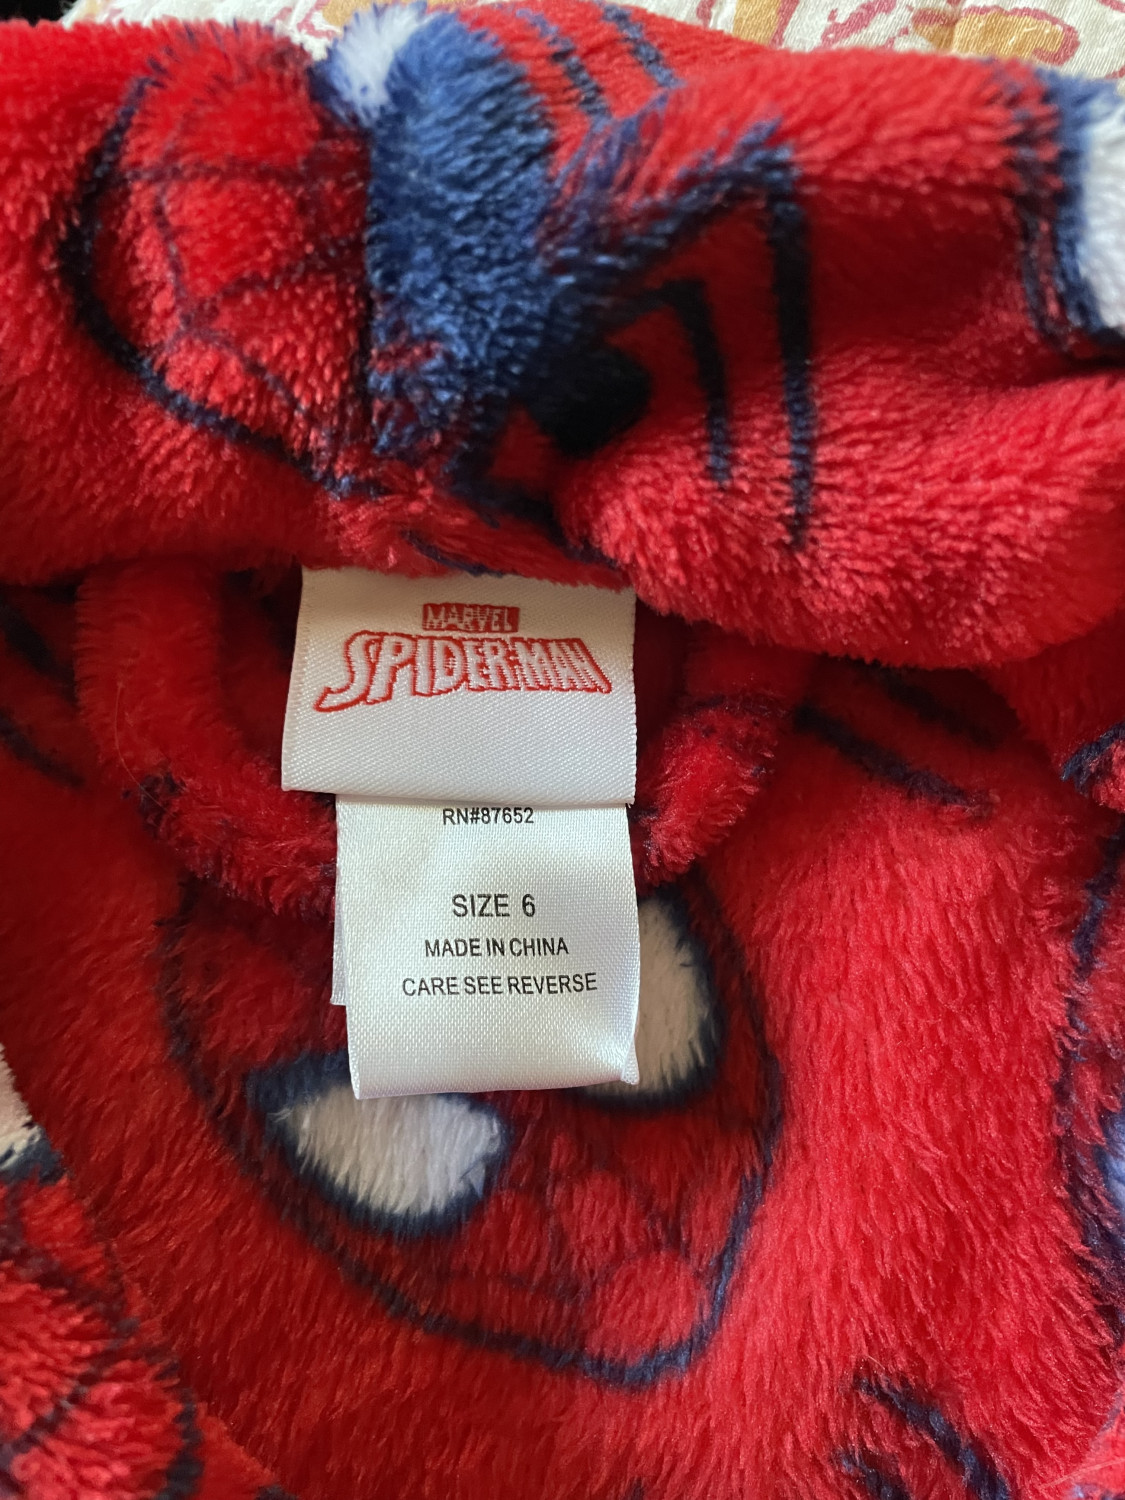 MARVEL
SPIDER-MAN
RN#87652
SIZE 6
MADE IN CHINA
CARE SEE REVERSE